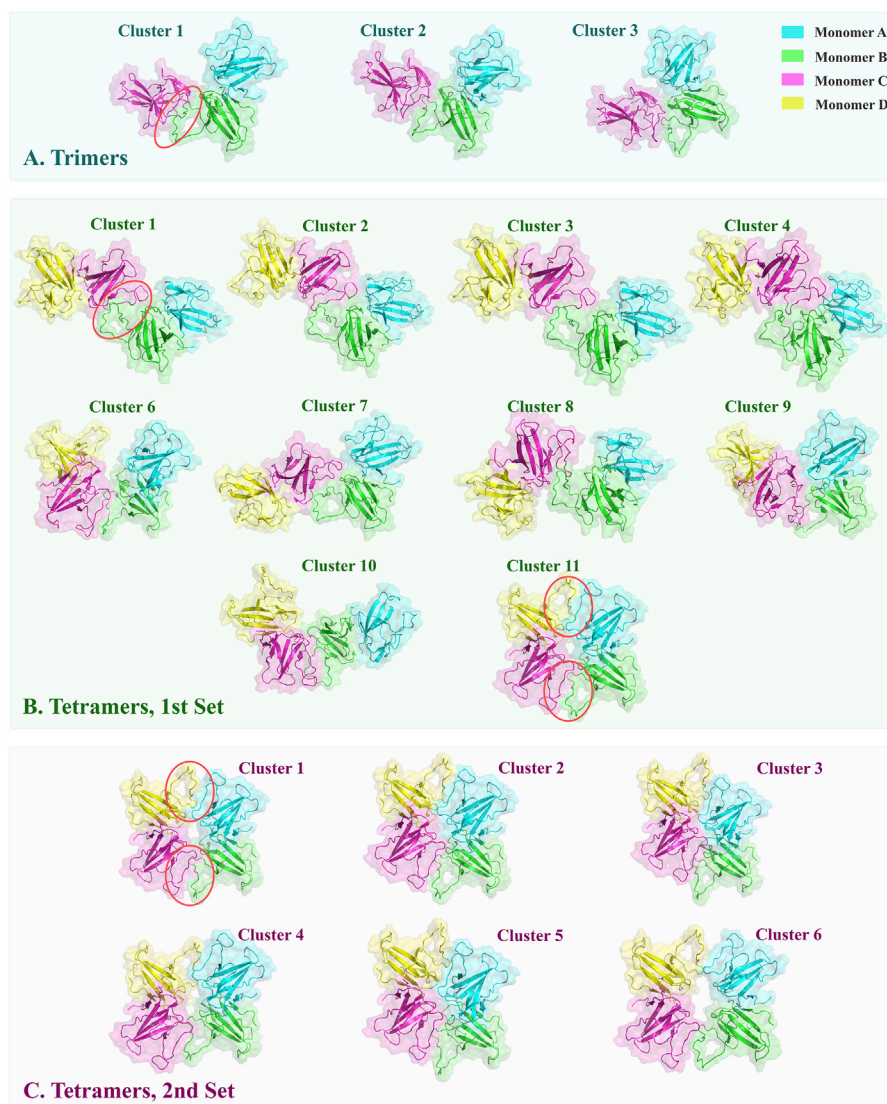 Cluster 1
Cluster 2
Cluster 3
Monomer A
Monomer B
Monomer C
Monomer D
A. Trimers
Cluster 1
Cluster 2
Cluster 3
Cluster 4
Cluster 6
Cluster 7
Cluster 8
Cluster 9
Cluster 10
Cluster 11
B. Tetramers, 1st Set
Cluster 1
Cluster 2
Cluster 3
Cluster 4
Cluster 5
Cluster 6
C. Tetramers, 2nd Set